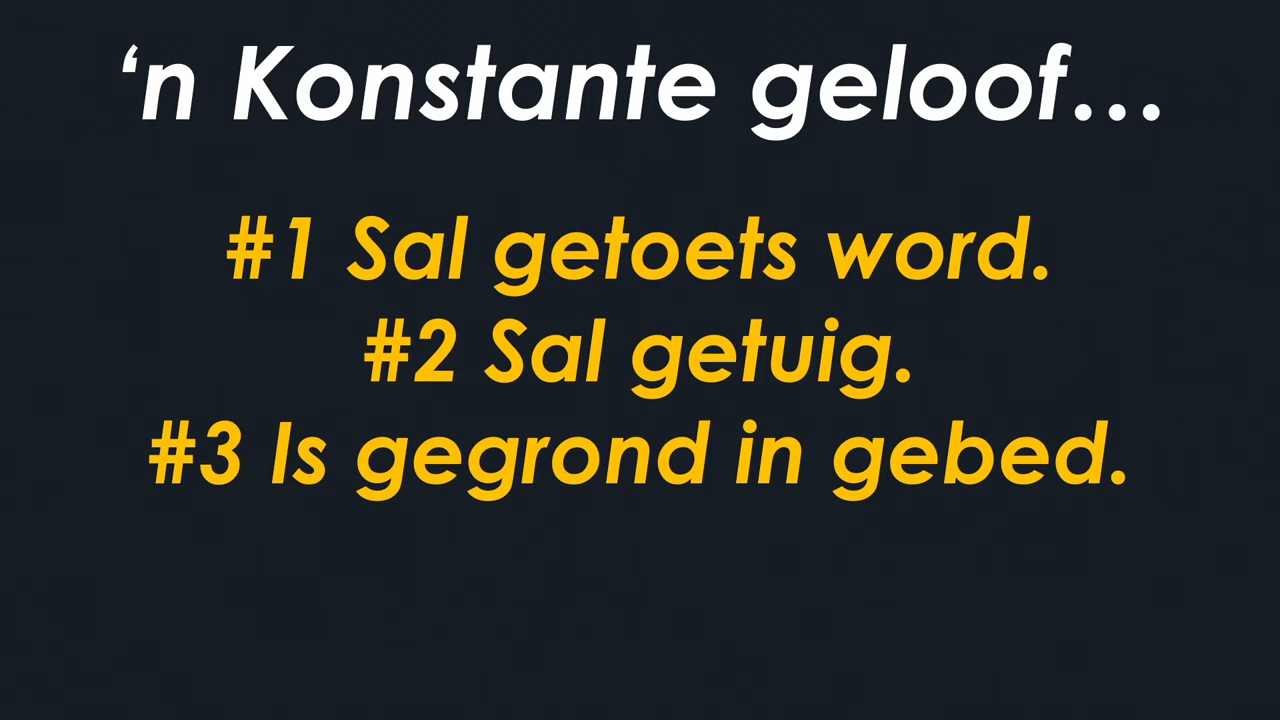 ‘n Konstante geloof…
#1 Sal getoets word.
#2 Sal getuig.
#3 Is gegrond in gebed.